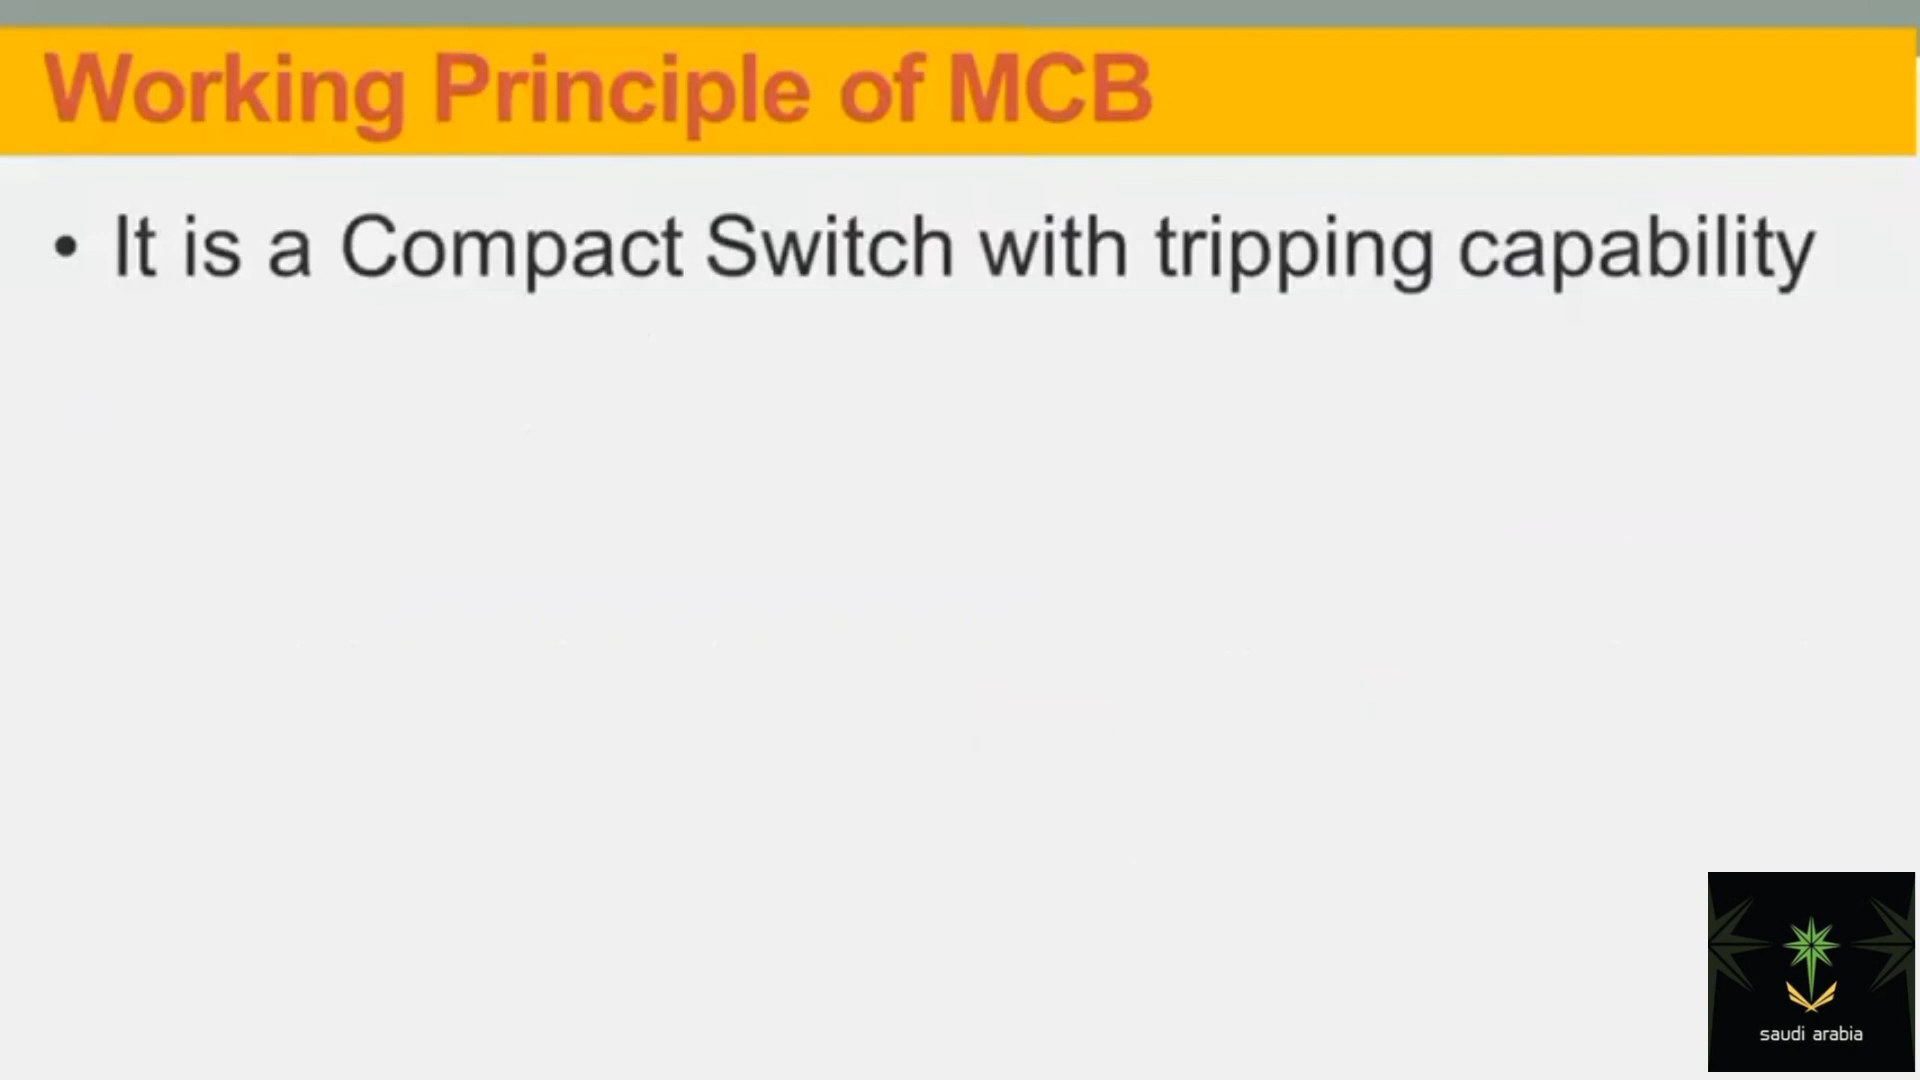 Working Principle of MCB
• It is a Compact Switch with tripping capability
saudi arabia